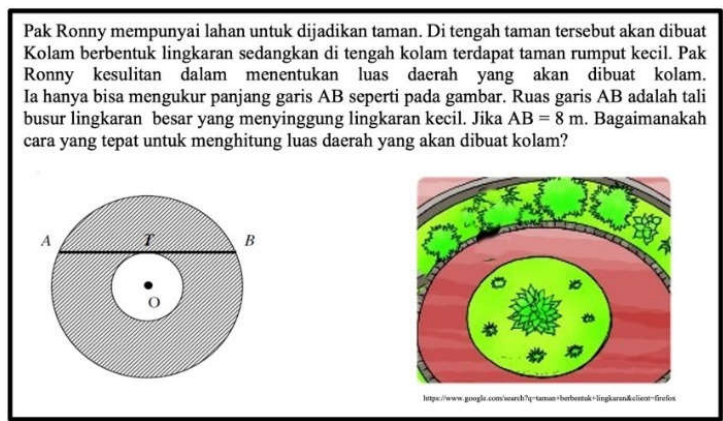 Pak Ronny mempunyai lahan untuk dijadikan taman. Di tengah taman tersebut akan dibuat
Kolam berbentuk lingkaran sedangkan di tengah kolam terdapat taman rumput kecil. Pak
Ronny kesulitan dalam menentukan luas daerah yang akan dibuat kolam.
Ia hanya bisa mengukur panjang garis AB seperti pada gambar. Ruas garis AB adalah tali
busur lingkaran besar yang menyinggung lingkaran kecil. Jika AB = 8 m. Bagaimanakah
cara yang tepat untuk menghitung luas daerah yang akan dibuat kolam?
A T B
O
https://www.google.com/search?q=taman+berbentuk+lingkaran&client=firefox